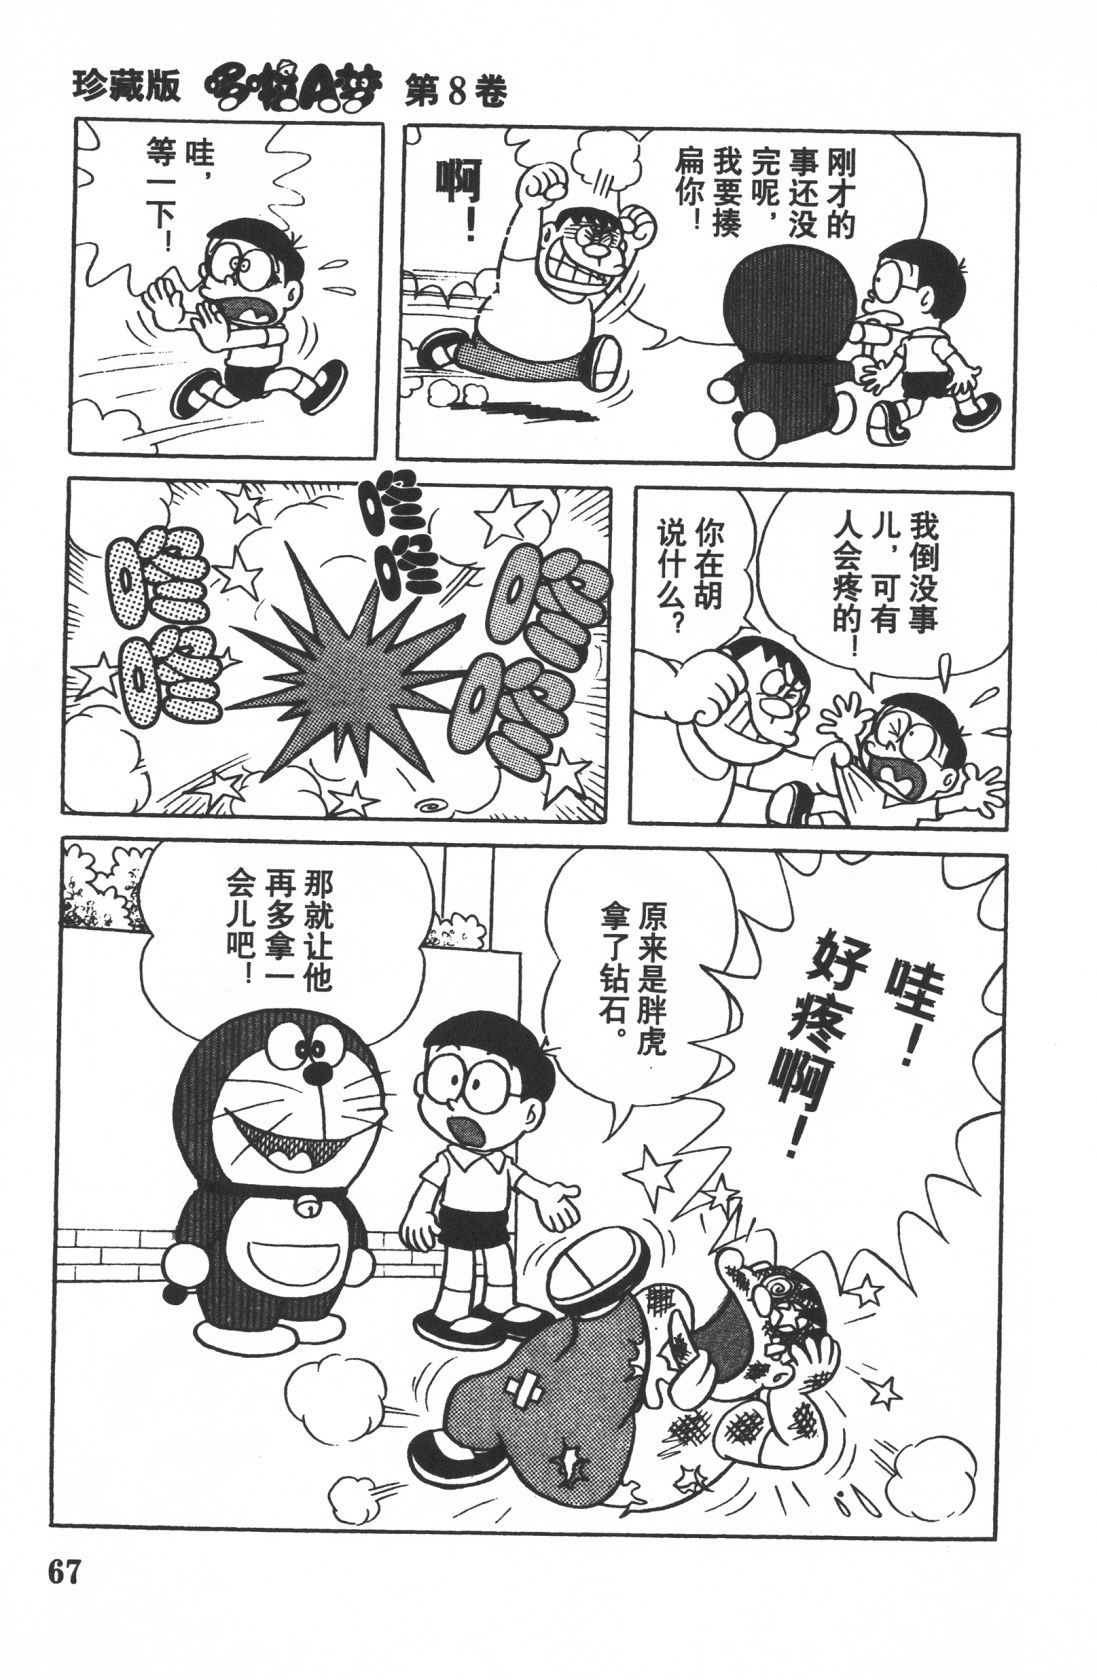 珍藏版 哆啦A梦 第8卷
刚才的
事还没
完呢，
我要揍
扁你！
啊！
哇，
等一下！
我倒没事
儿，可有
人会疼的！
你在胡
说什么？
咚
咚
咚
咚
咚
咚
哇！
好疼啊！
原来是胖虎
拿了钻石。
那就让他
再多拿一
会儿吧！
67